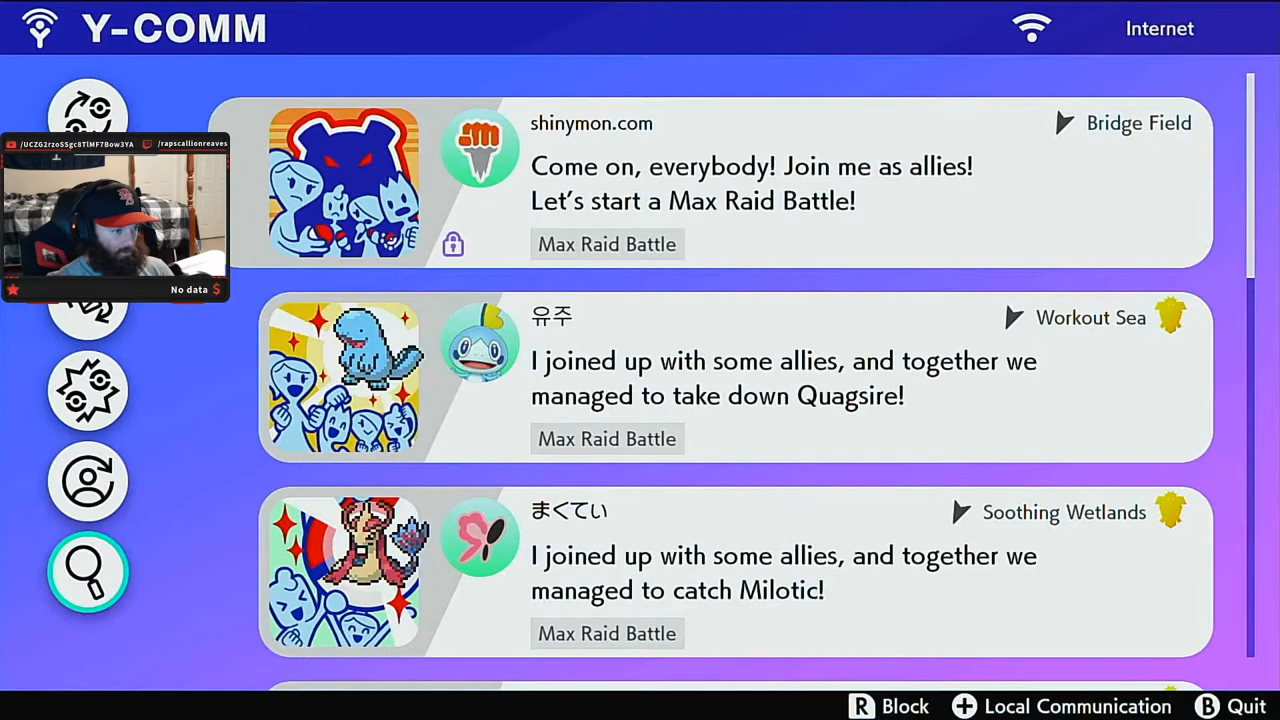 Y-COMM
Internet
/UCZG2rzoSSgc8TlMF7Bow3YA /rapscallionreaves
No data $
shinymon.com
Bridge Field
Come on, everybody! Join me as allies!
Let's start a Max Raid Battle!
Max Raid Battle
유주
Workout Sea
I joined up with some allies, and together we
managed to take down Quagsire!
Max Raid Battle
まくてい
Soothing Wetlands
I joined up with some allies, and together we
managed to catch Milotic!
Max Raid Battle
R Block + Local Communication B Quit